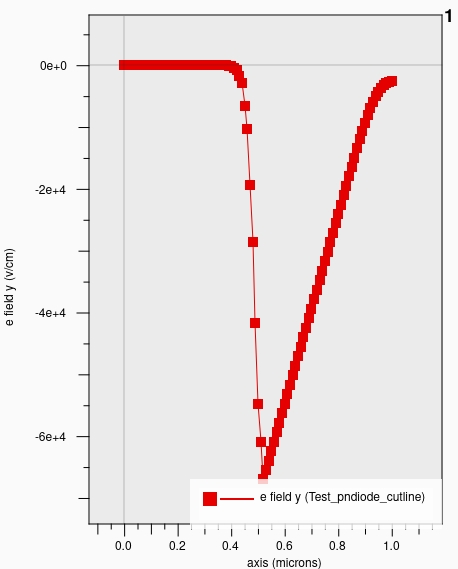 1
0e+0
-2e+4
-4e+4
-6e+4
e field y (v/cm)
e field y (Test_pndiode_cutline)
0.0 0.2 0.4 0.6 0.8 1.0
axis (microns)